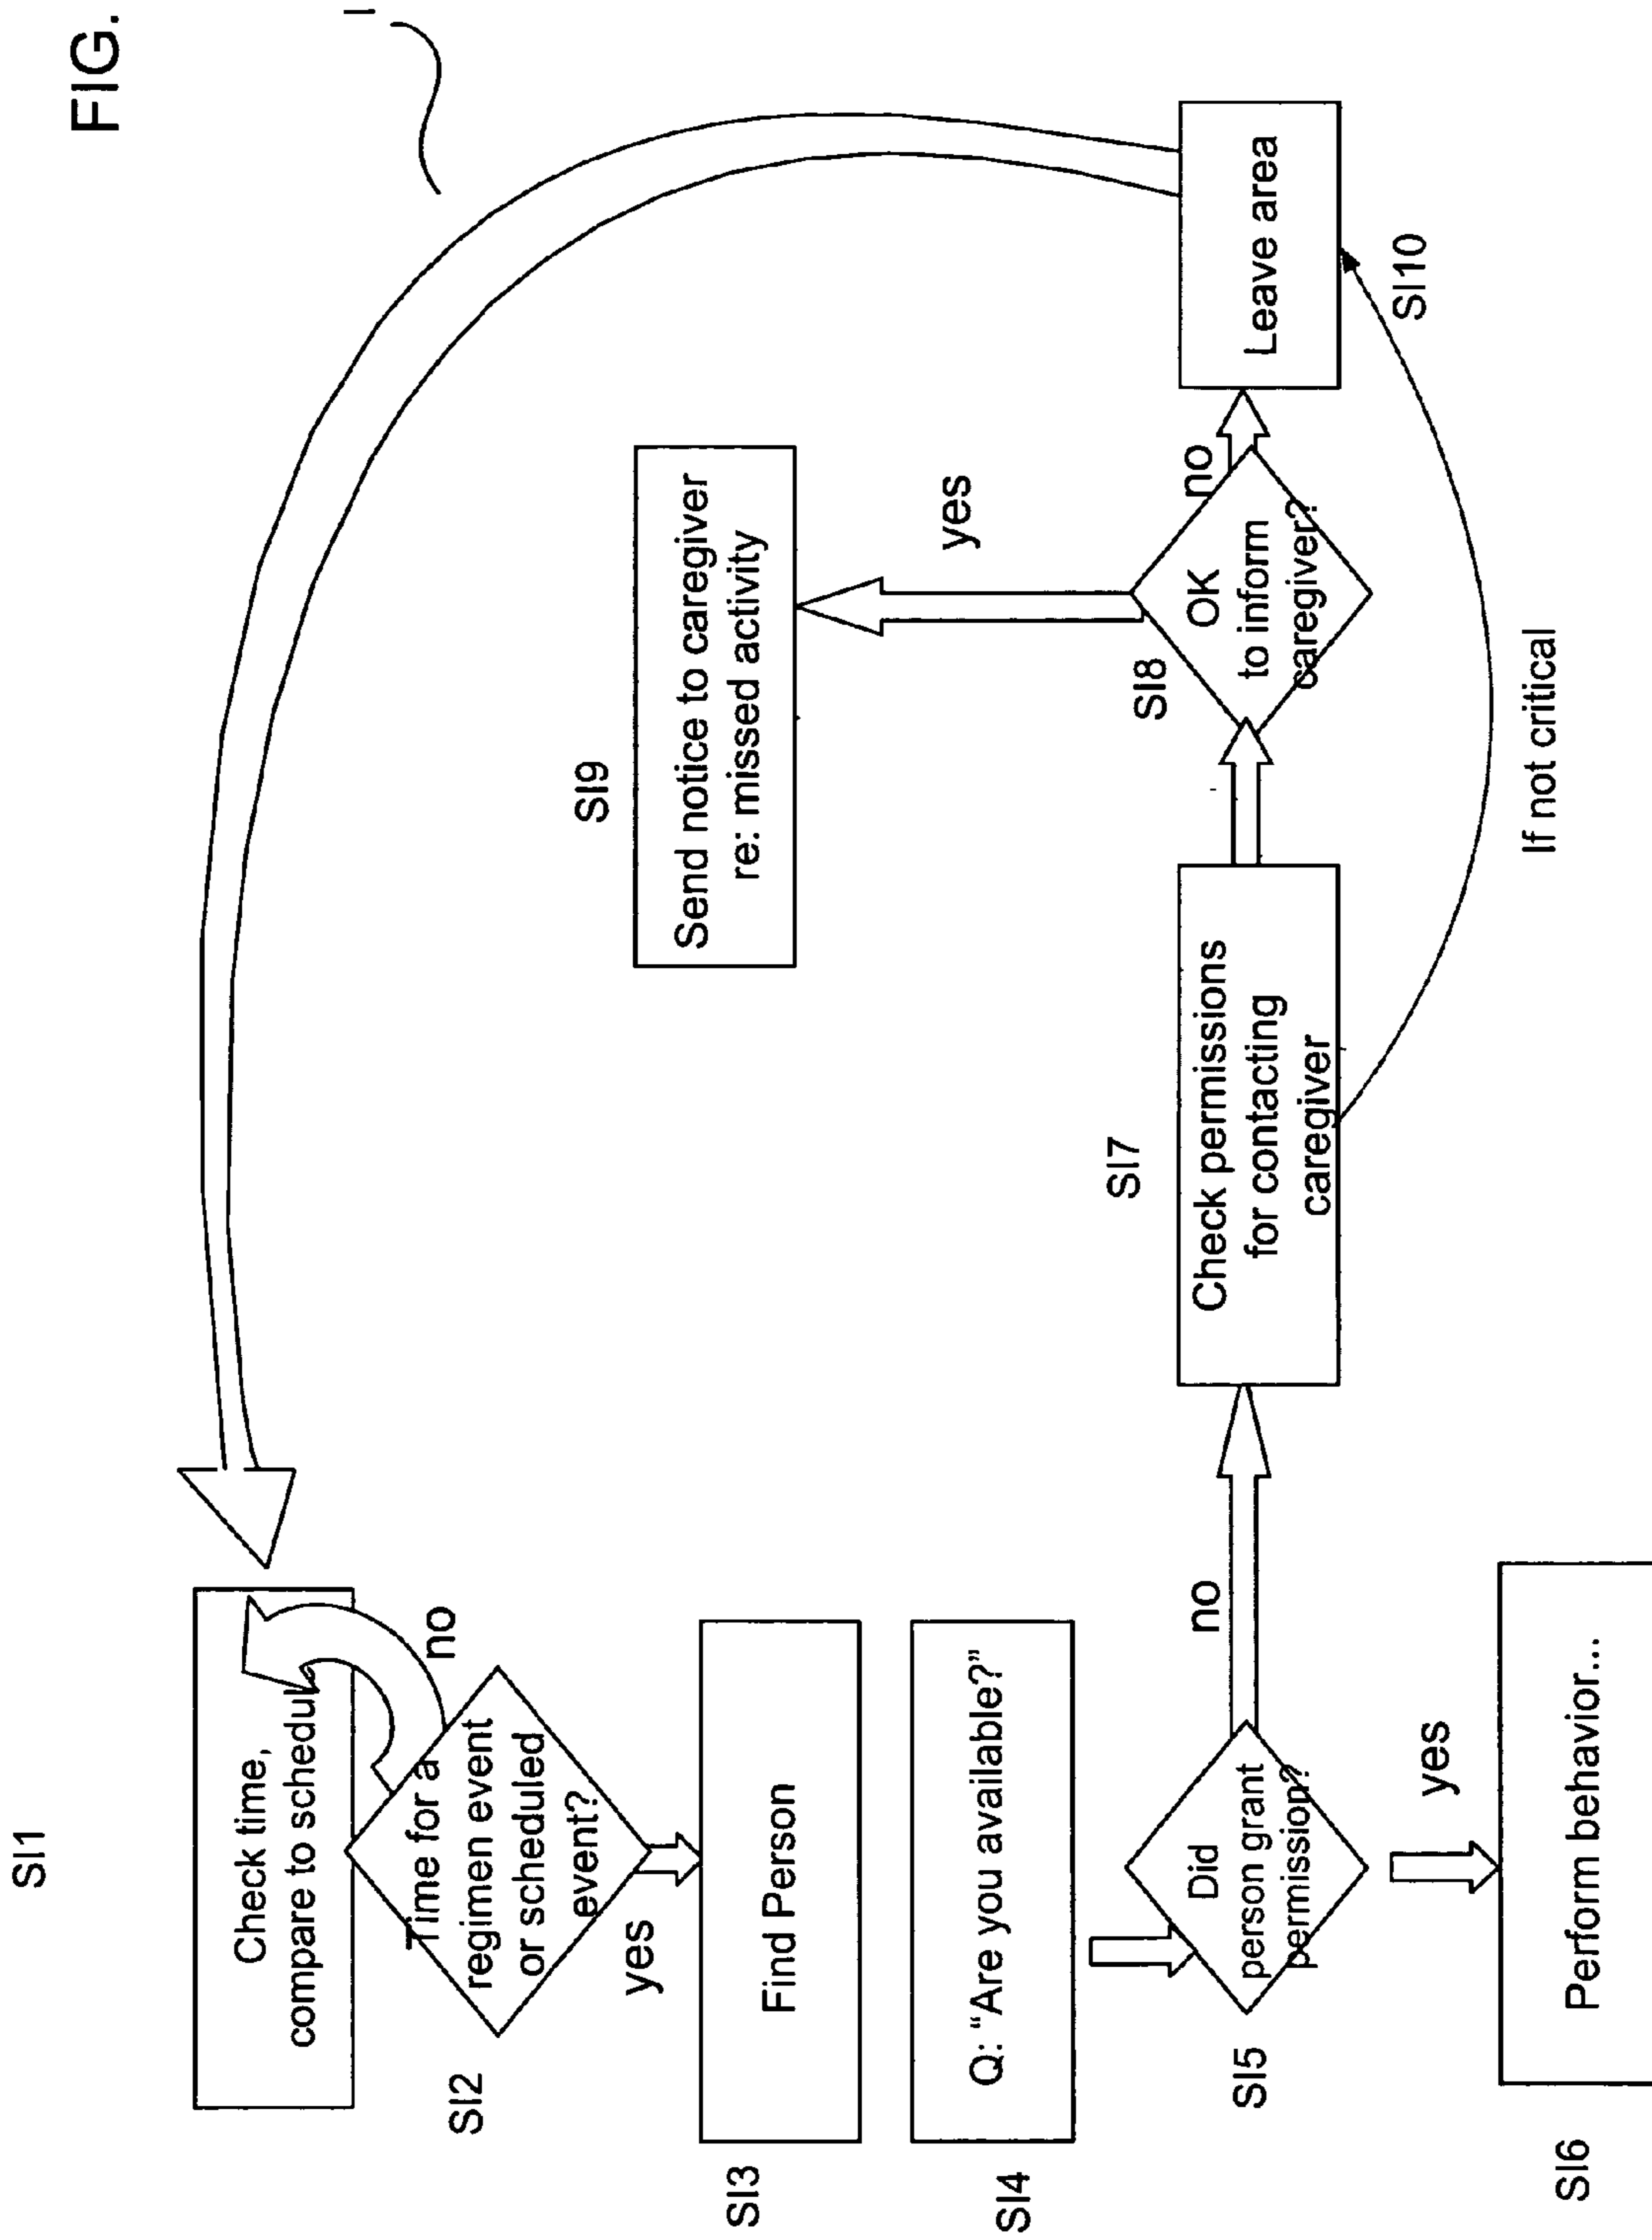 FIG.
I
SI1
Check time,
compare to schedul
no
SI2
Time for a
regimen event
or scheduled
event?
yes
SI3
Find Person
SI4
Q: “Are you available?”
SI5
Did
person grant
permission?
no
yes
SI6
Perform behavior...
SI7
Check permissions
for contacting
caregiver
If not critical
SI8
OK
to inform
caregiver?
yes
no
SI9
Send notice to caregiver
re: missed activity
Leave area
SI10